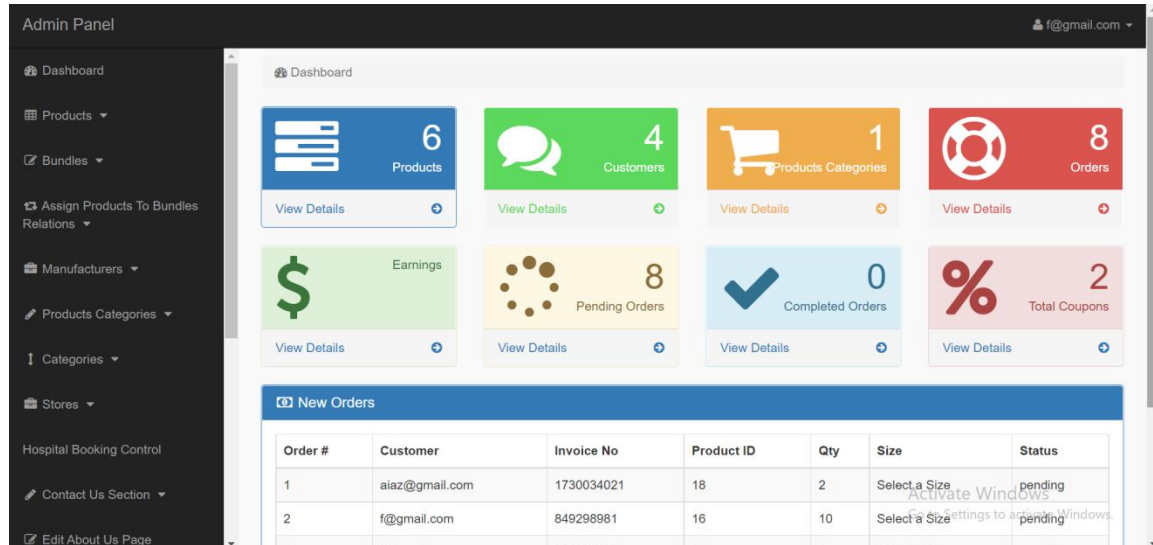 Admin Panel
f@gmail.com
Dashboard
Products
Bundles
Assign Products To Bundles
Relations
Manufacturers
Products Categories
Categories
Stores
Hospital Booking Control
Contact Us Section
Edit About Us Page
Dashboard
6
Products
View Details
4
Customers
View Details
1
Products Categories
View Details
8
Orders
View Details
Earnings
View Details
8
Pending Orders
View Details
0
Completed Orders
View Details
2
Total Coupons
View Details
New Orders
Order # Customer Invoice No Product ID Qty Size Status
1 aiaz@gmail.com 1730034021 18 2 Select a Size pending
2 f@gmail.com 849298981 16 10 Select a Size pending
Activate Windows
Go to Settings to activate Windows.